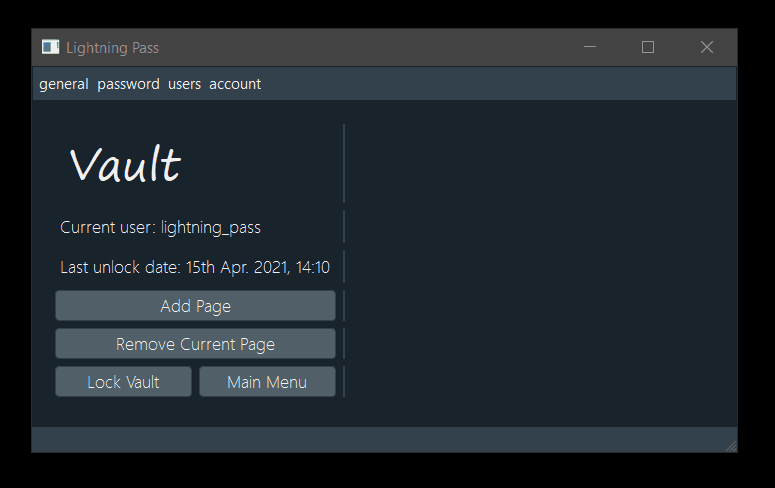 Lightning Pass
general password users account
Vault
Current user: lightning_pass
Last unlock date: 15th Apr. 2021, 14:10
Add Page
Remove Current Page
Lock Vault Main Menu